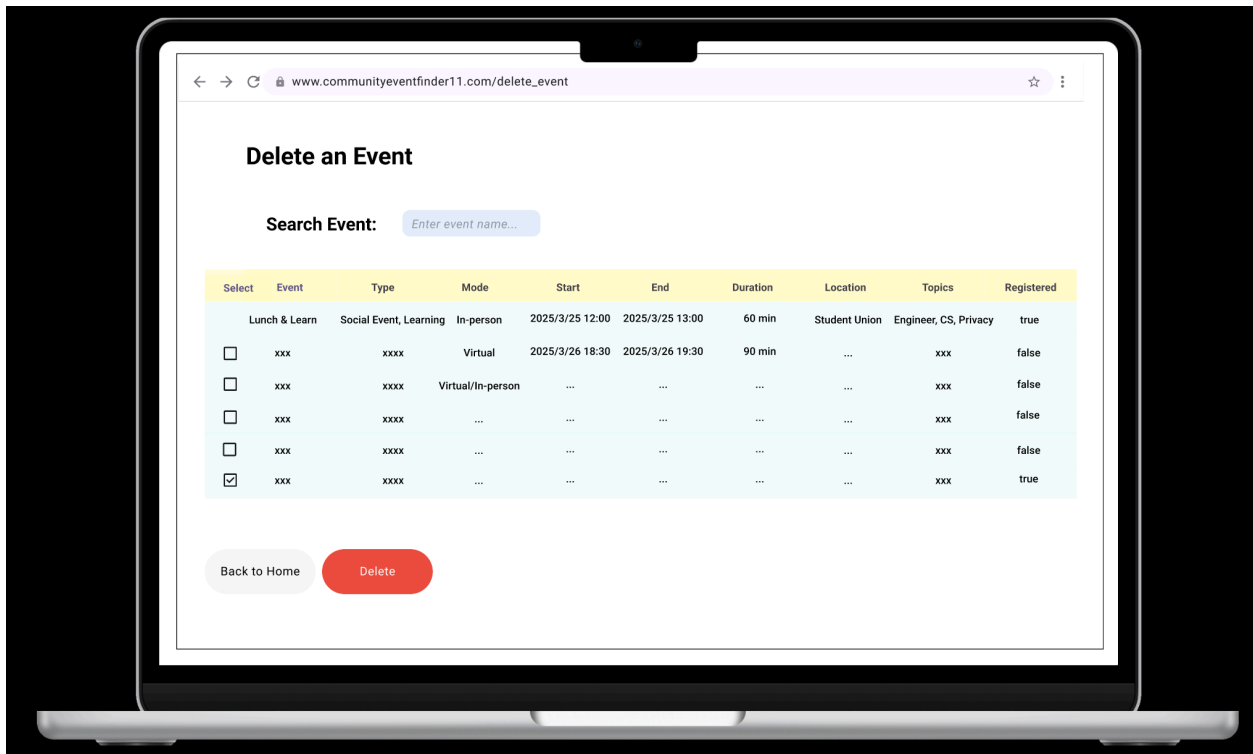 www.communityeventfinder11.com/delete_event
Delete an Event
Search Event: Enter event name...
Select Event Type Mode Start End Duration Location Topics Registered
Lunch & Learn Social Event, Learning In-person 2025/3/25 12:00 2025/3/25 13:00 60 min Student Union Engineer, CS, Privacy true
xxx xxxx Virtual 2025/3/26 18:30 2025/3/26 19:30 90 min ... xxx false
xxx xxxx Virtual/In-person ... ... ... ... xxx false
xxx xxxx ... ... ... ... ... xxx false
xxx xxxx ... ... ... ... ... xxx false
xxx xxxx ... ... ... ... ... xxx true
Back to Home Delete